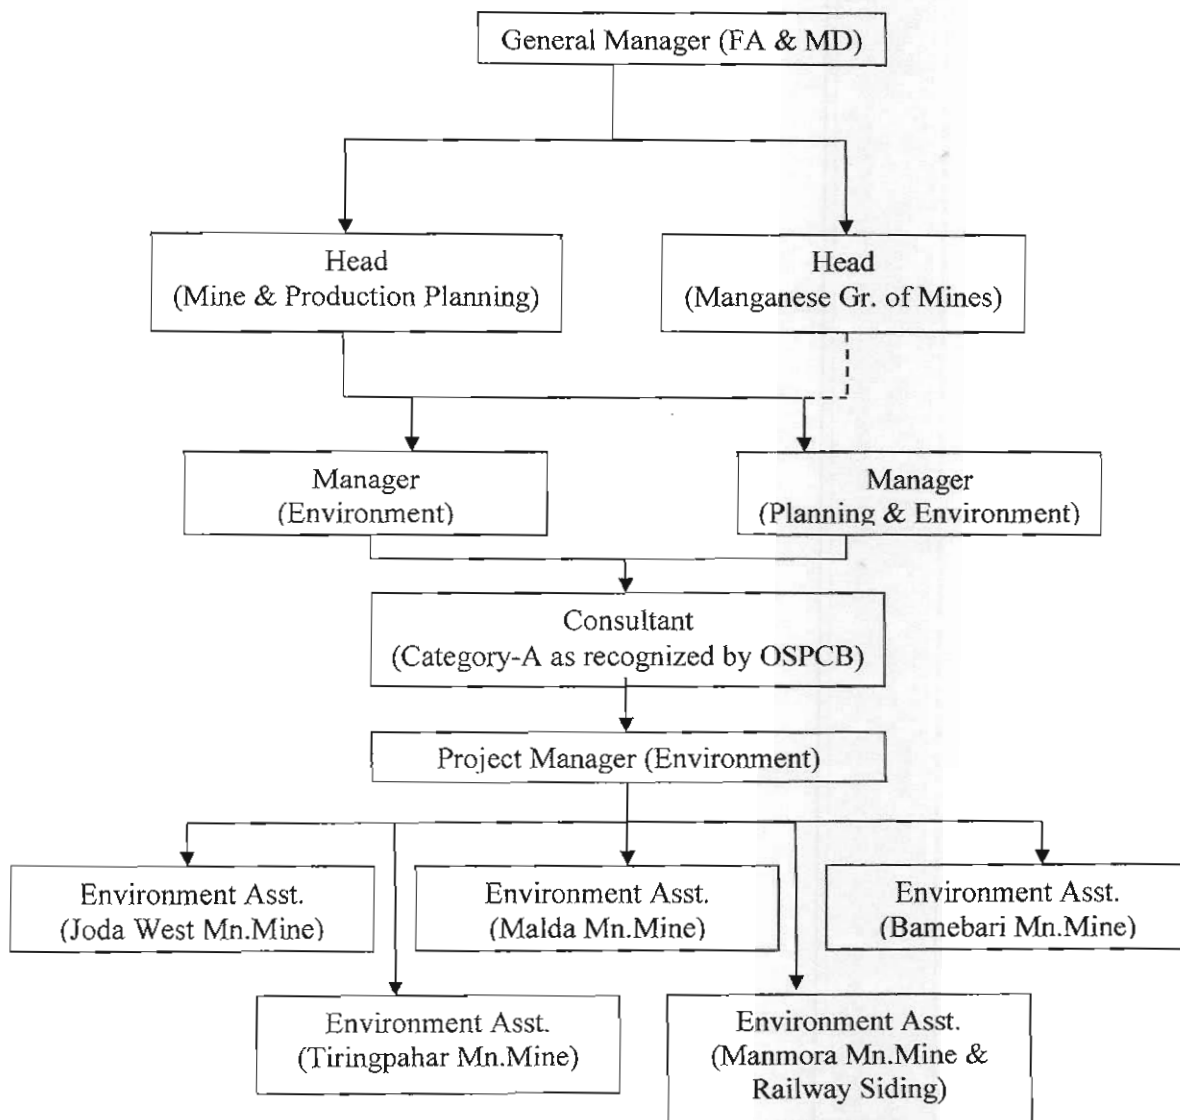 General Manager (FA & MD)
Head
(Mine & Production Planning)
Head
(Manganese Gr. of Mines)
Manager
(Environment)
Manager
(Planning & Environment)
Consultant
(Category-A as recognized by OSPCB)
Project Manager (Environment)
Environment Asst.
(Joda West Mn.Mine)
Environment Asst.
(Malda Mn.Mine)
Environment Asst.
(Bamebari Mn.Mine)
Environment Asst.
(Tiringpahar Mn.Mine)
Environment Asst.
(Manmora Mn.Mine &
Railway Siding)